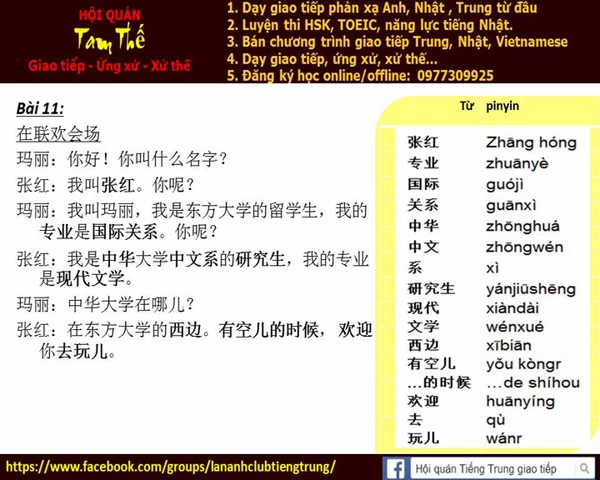 HỘI QUÁN
Tam Thế
Giao tiếp - Ứng xử - Xử thế
1. Dạy giao tiếp phản xạ Anh, Nhật , Trung từ đầu
2. Luyện thi HSK, TOEIC, năng lực tiếng Nhật.
3. Bán chương trình giao tiếp Trung, Nhật, Vietnamese
4. Dạy giao tiếp, ứng xử, xử thế...
5. Đăng ký học online/offline: 0977309925
Bài 11:
在联欢会场
玛丽：你好！你叫什么名字？
张红：我叫张红。你呢？
玛丽：我叫玛丽，我是东方大学的留学生，我的
专业是国际关系。你呢？
张红：我是中华大学中文系的研究生，我的专业
是现代文学。
玛丽：中华大学在哪儿？
张红：在东方大学的西边。有空儿的时候，欢迎
你去玩儿。
Từ pinyin
张红 Zhāng hóng
专业 zhuānyè
国际 guójì
关系 guānxì
中华 zhōnghuá
中文 zhōngwén
系 xì
研究生 yánjiūshēng
现代 xiàndài
文学 wénxué
西边 xībiān
有空儿 yǒu kòngr
…的时候 …de shíhou
欢迎 huānyíng
去 qù
玩儿 wánr
https://www.facebook.com/groups/lananhclubtiengtrung/
f Hội quán Tiếng Trung giao tiếp